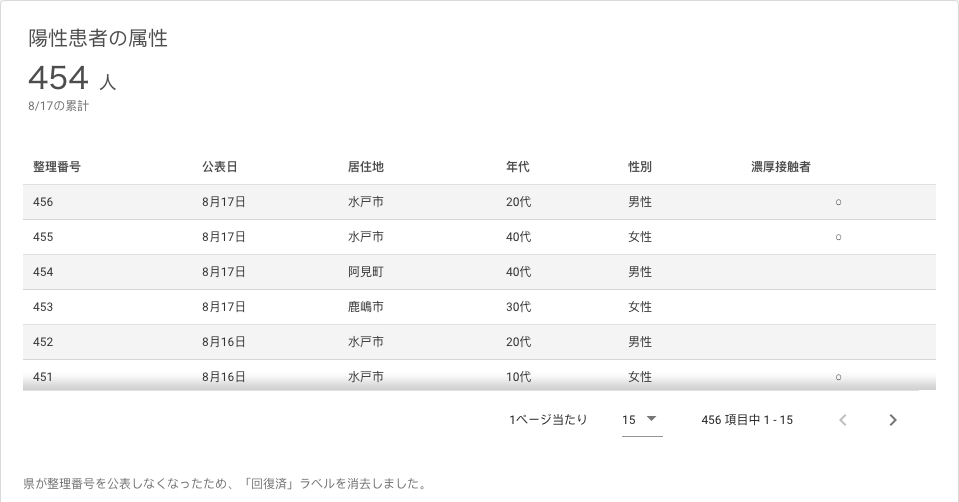 陽性患者の属性
454 人
8/17の累計
整理番号 公表日 居住地 年代 性別 濃厚接触者
456 8月17日 水戸市 20代 男性 ○
455 8月17日 水戸市 40代 女性 ○
454 8月17日 阿見町 40代 男性
453 8月17日 鹿嶋市 30代 女性
452 8月16日 水戸市 20代 男性
451 8月16日 水戸市 10代 女性 ○
1ページ当たり 15 456 項目中 1 - 15
県が整理番号を公表しなくなったため、「回復済」ラベルを消去しました。